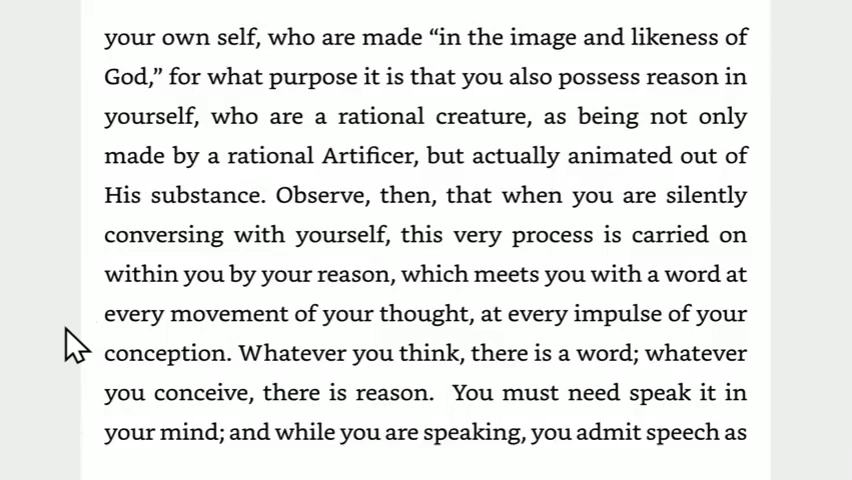 your own self, who are made “in the image and likeness of
God,” for what purpose it is that you also possess reason in
yourself, who are a rational creature, as being not only
made by a rational Artificer, but actually animated out of
His substance. Observe, then, that when you are silently
conversing with yourself, this very process is carried on
within you by your reason, which meets you with a word at
every movement of your thought, at every impulse of your
conception. Whatever you think, there is a word; whatever
you conceive, there is reason. You must need speak it in
your mind; and while you are speaking, you admit speech as